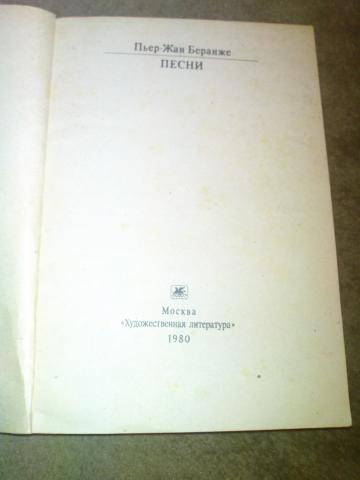 Пьер-Жан Беранже
ПЕСНИ
Москва
«Художественная литература»
1980